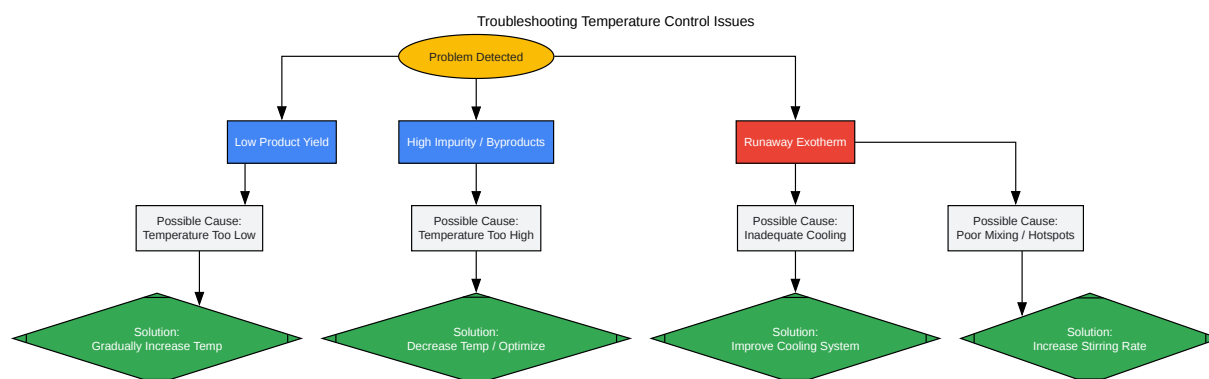 Troubleshooting Temperature Control Issues
Problem Detected
Low Product Yield
High Impurity / Byproducts
Runaway Exotherm
Possible Cause:
Temperature Too Low
Possible Cause:
Temperature Too High
Possible Cause:
Inadequate Cooling
Possible Cause:
Poor Mixing / Hotspots
Solution:
Gradually Increase Temp
Solution:
Decrease Temp / Optimize
Solution:
Improve Cooling System
Solution:
Increase Stirring Rate